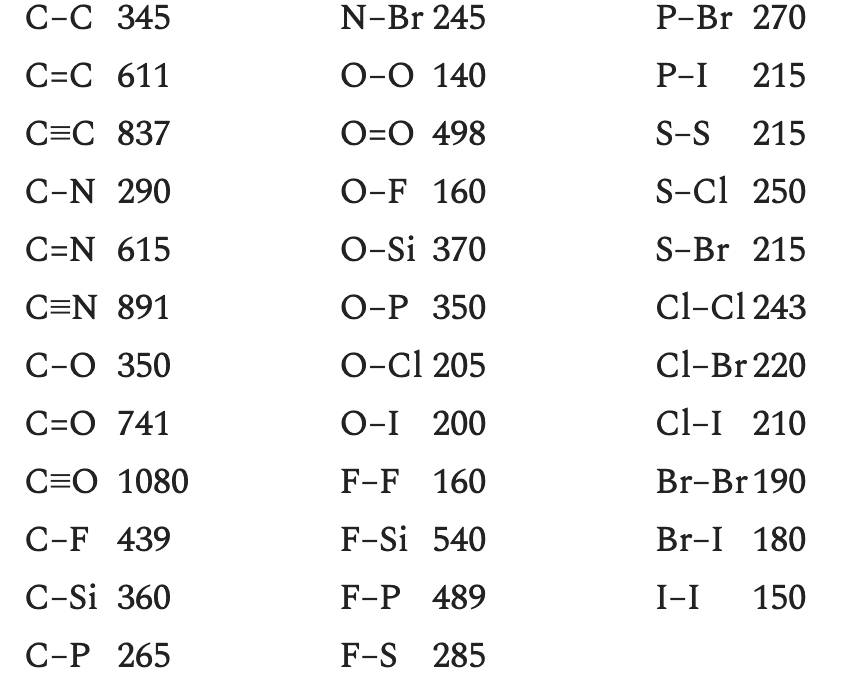 C–C 345 N–Br 245 P–Br 270
C=C 611 O–O 140 P–I 215
C≡C 837 O=O 498 S–S 215
C–N 290 O–F 160 S–Cl 250
C=N 615 O–Si 370 S–Br 215
C≡N 891 O–P 350 Cl–Cl 243
C–O 350 O–Cl 205 Cl–Br 220
C=O 741 O–I 200 Cl–I 210
C≡O 1080 F–F 160 Br–Br 190
C–F 439 F–Si 540 Br–I 180
C–Si 360 F–P 489 I–I 150
C–P 265 F–S 285